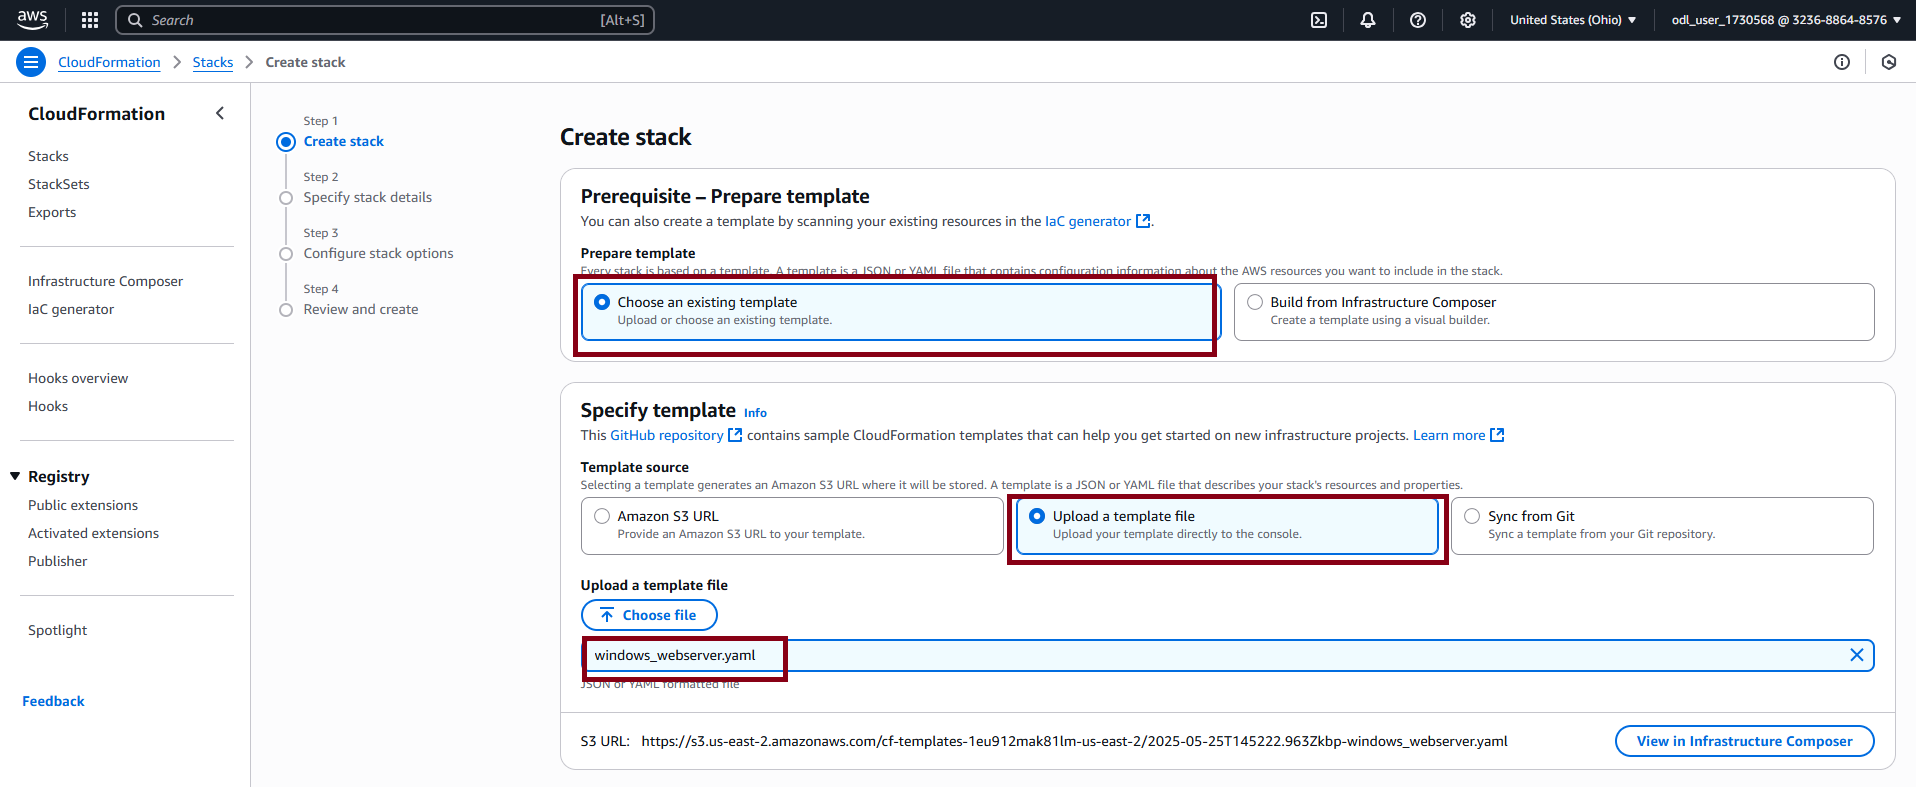 aws
Search [Alt+S]
United States (Ohio)
odl_user_1730568 @ 3236-8864-8576
CloudFormation
Stacks
Create stack
CloudFormation
Stacks
StackSets
Exports
Infrastructure Composer
IaC generator
Hooks overview
Hooks
Registry
Public extensions
Activated extensions
Publisher
Spotlight
Feedback
Step 1
Create stack
Step 2
Specify stack details
Step 3
Configure stack options
Step 4
Review and create
Create stack
Prerequisite – Prepare template
You can also create a template by scanning your existing resources in the IaC generator.
Prepare template
Every stack is based on a template. A template is a JSON or YAML file that contains configuration information about the AWS resources you want to include in the stack.
Choose an existing template
Upload or choose an existing template.
Build from Infrastructure Composer
Create a template using a visual builder.
Specify template Info
This GitHub repository contains sample CloudFormation templates that can help you get started on new infrastructure projects. Learn more
Template source
Selecting a template generates an Amazon S3 URL where it will be stored. A template is a JSON or YAML file that describes your stack's resources and properties.
Amazon S3 URL
Provide an Amazon S3 URL to your template.
Upload a template file
Upload your template directly to the console.
Sync from Git
Sync a template from your Git repository.
Upload a template file
Choose file
windows_webserver.yaml
JSON or YAML formatted file
S3 URL: https://s3.us-east-2.amazonaws.com/cf-templates-1eu912mak81lm-us-east-2/2025-05-25T145222.963Zkbp-windows_webserver.yaml
View in Infrastructure Composer